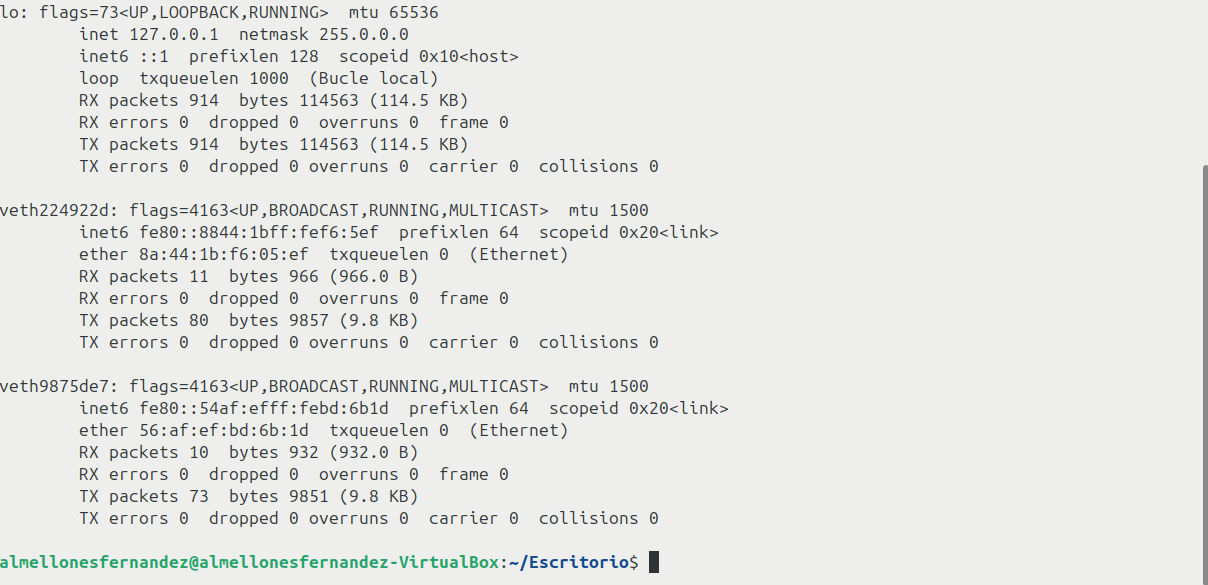 lo: flags=73<UP,LOOPBACK,RUNNING>  mtu 65536
        inet 127.0.0.1  netmask 255.0.0.0
        inet6 ::1  prefixlen 128  scopeid 0x10<host>
        loop  txqueuelen 1000  (Bucle local)
        RX packets 914  bytes 114563 (114.5 KB)
        RX errors 0  dropped 0  overruns 0  frame 0
        TX packets 914  bytes 114563 (114.5 KB)
        TX errors 0  dropped 0 overruns 0  carrier 0  collisions 0

veth224922d: flags=4163<UP,BROADCAST,RUNNING,MULTICAST>  mtu 1500
        inet6 fe80::8844:1bff:fef6:5ef  prefixlen 64  scopeid 0x20<link>
        ether 8a:44:1b:f6:05:ef  txqueuelen 0  (Ethernet)
        RX packets 11  bytes 966 (966.0 B)
        RX errors 0  dropped 0  overruns 0  frame 0
        TX packets 80  bytes 9857 (9.8 KB)
        TX errors 0  dropped 0 overruns 0  carrier 0  collisions 0

veth9875de7: flags=4163<UP,BROADCAST,RUNNING,MULTICAST>  mtu 1500
        inet6 fe80::54af:efff:febd:6b1d  prefixlen 64  scopeid 0x20<link>
        ether 56:af:ef:bd:6b:1d  txqueuelen 0  (Ethernet)
        RX packets 10  bytes 932 (932.0 B)
        RX errors 0  dropped 0  overruns 0  frame 0
        TX packets 73  bytes 9851 (9.8 KB)
        TX errors 0  dropped 0 overruns 0  carrier 0  collisions 0

almellonesfernandez@almellonesfernandez-VirtualBox:~/Escritorio$